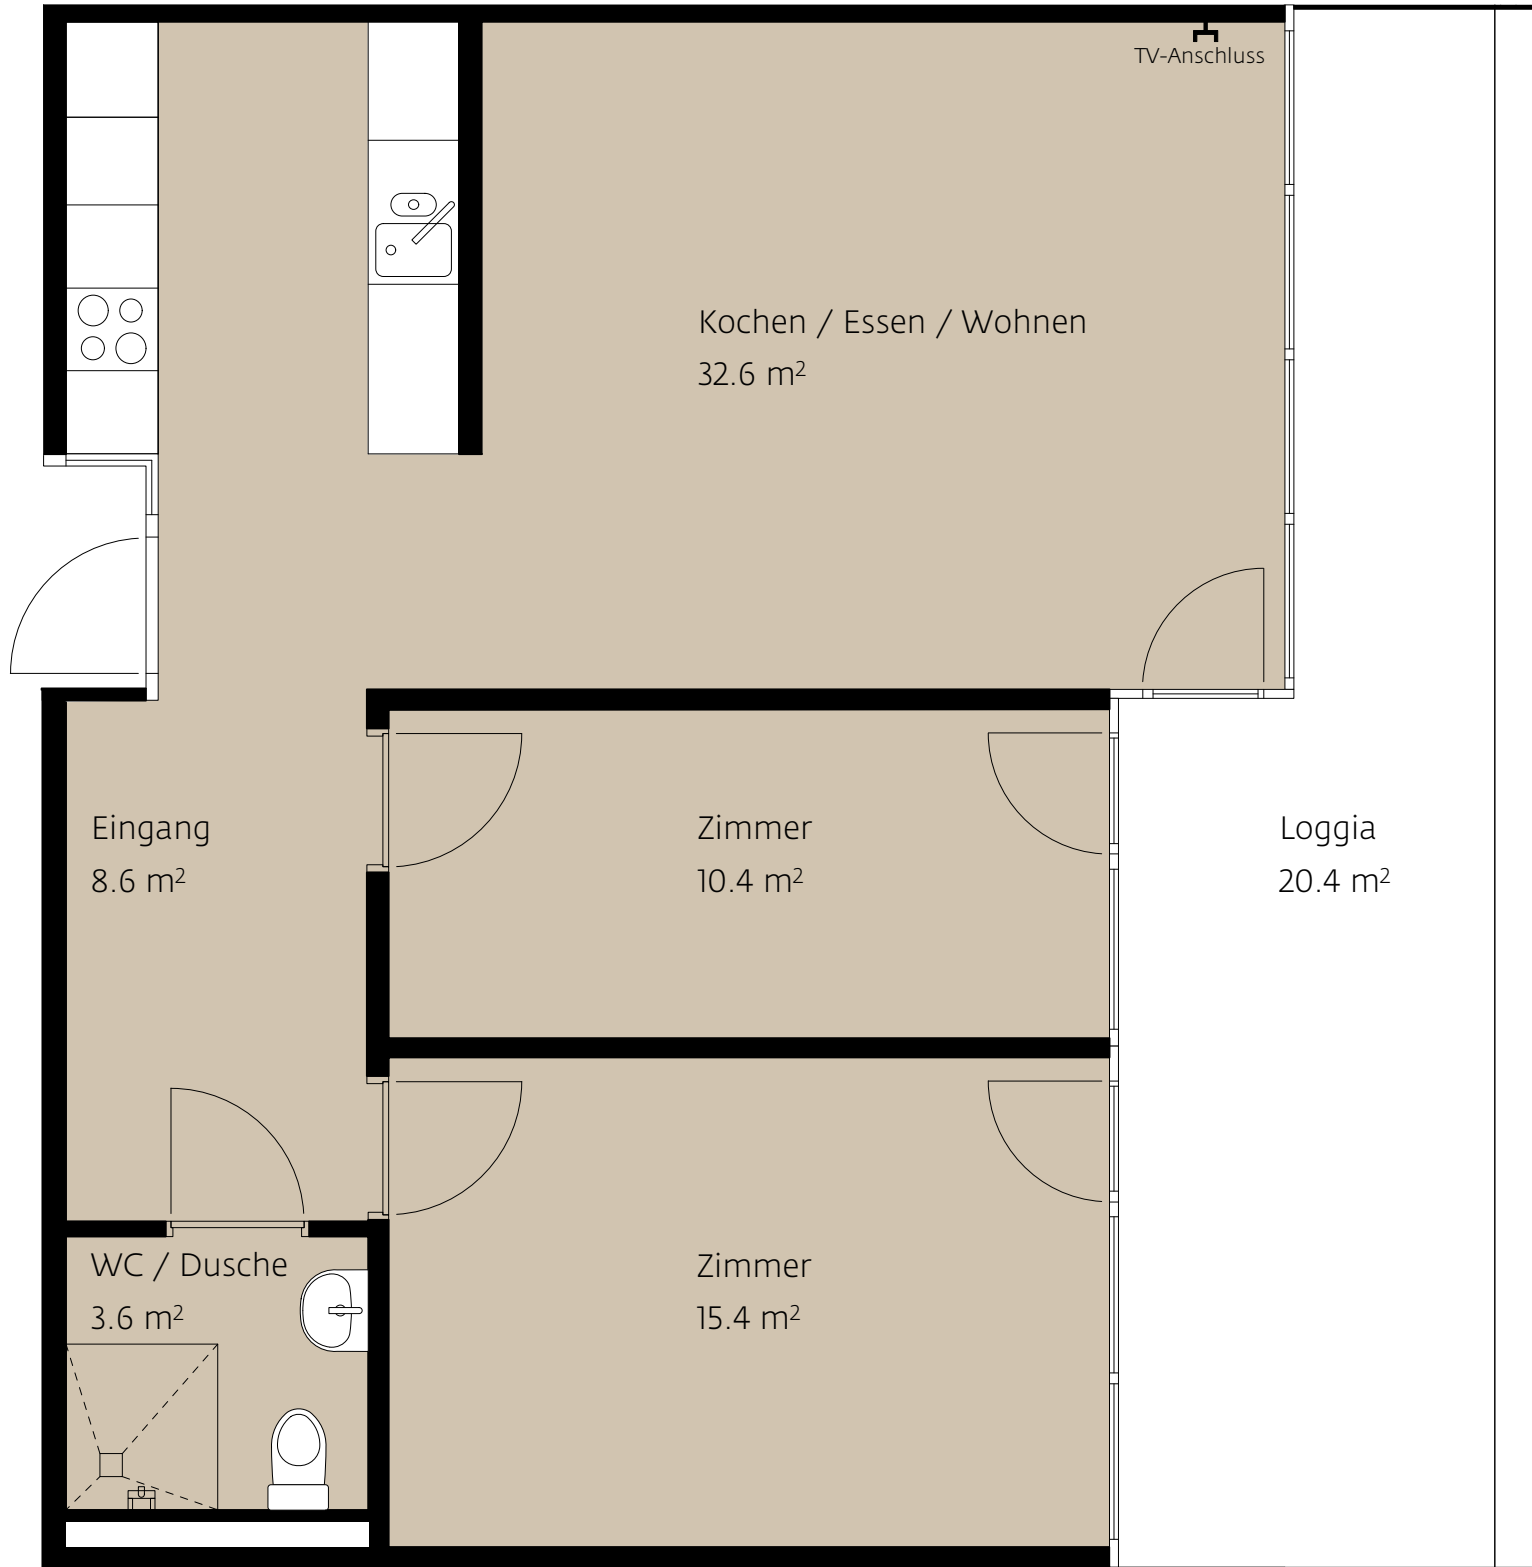 TV-Anschluss
Kochen / Essen / Wohnen
32.6 m²
Eingang
8.6 m²
Zimmer
10.4 m²
Loggia
20.4 m²
WC / Dusche
3.6 m²
Zimmer
15.4 m²